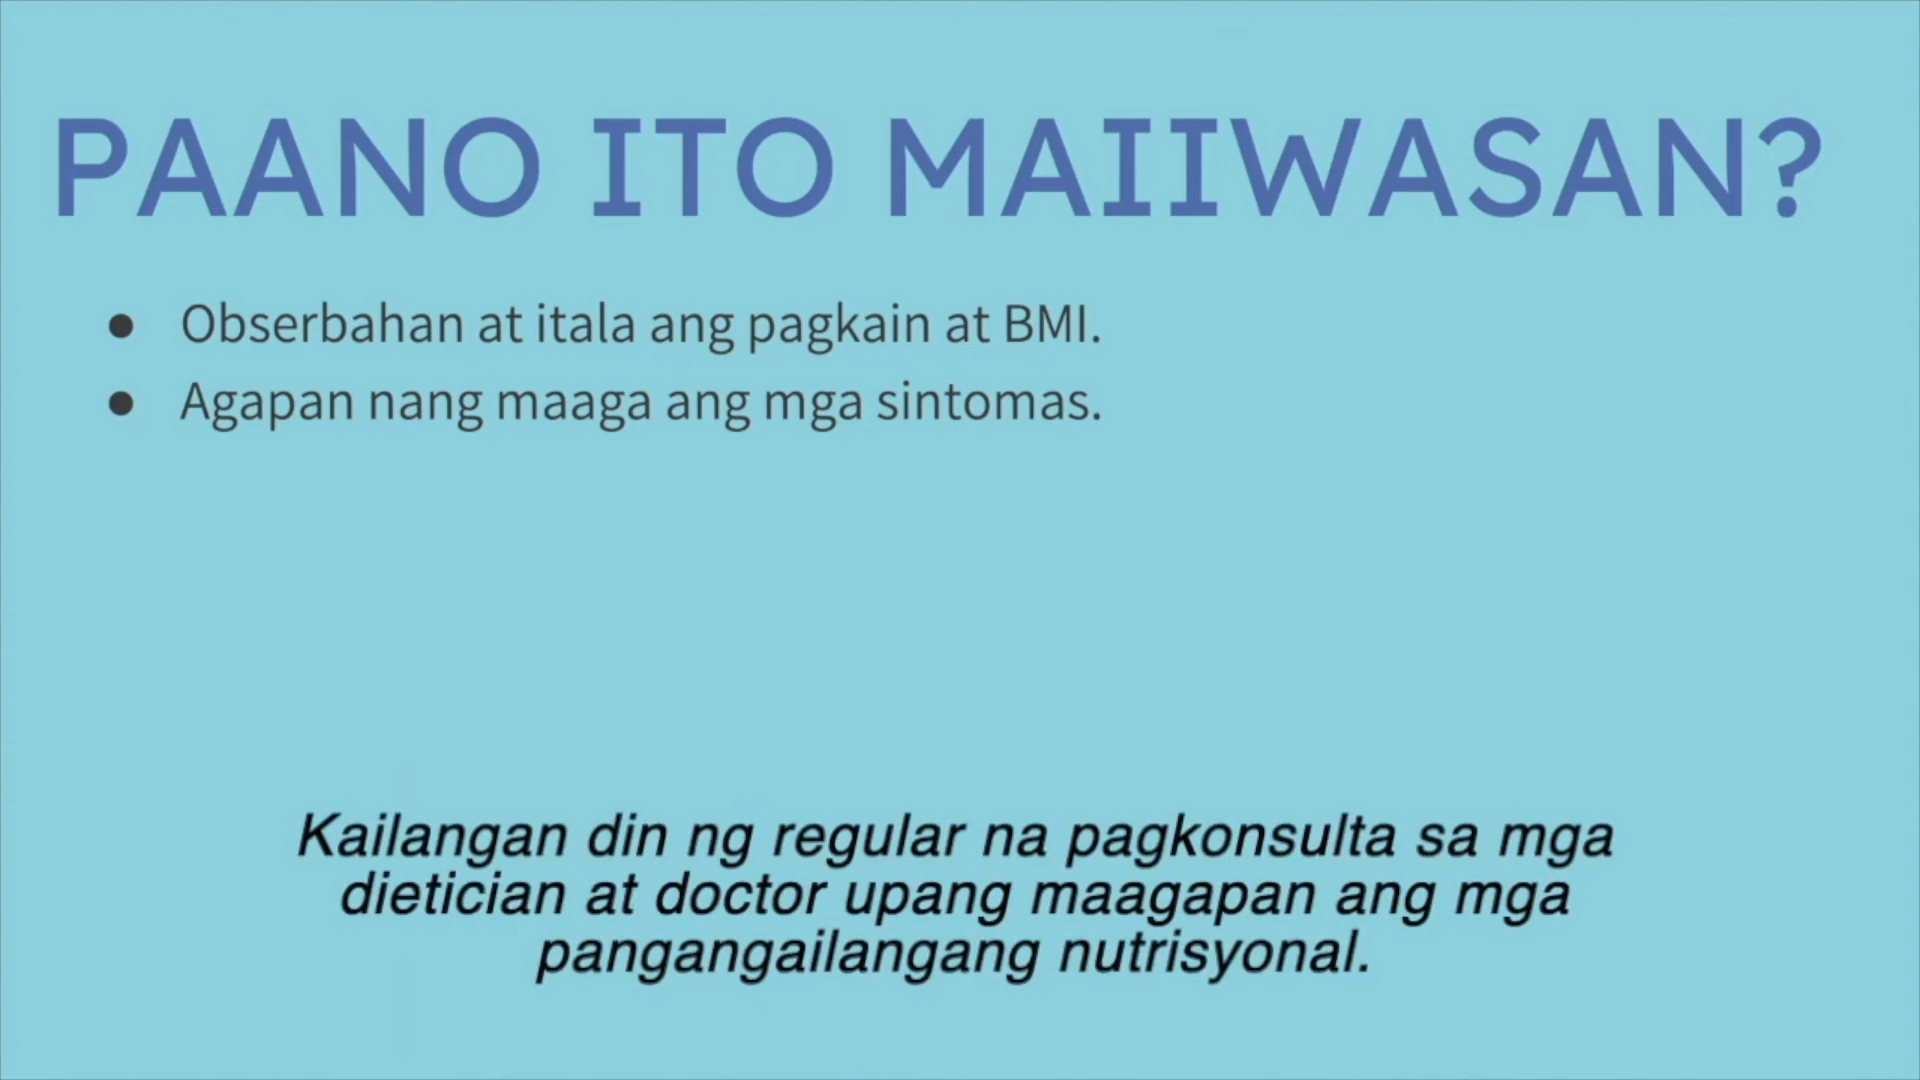 PAANO ITO MAIIWASAN?
● Obserbahan at itala ang pagkain at BMI.
● Agapan nang maaga ang mga sintomas.
Kailangan din ng regular na pagkonsulta sa mga
dietician at doctor upang maagapan ang mga
pangangailangang nutrisyonal.